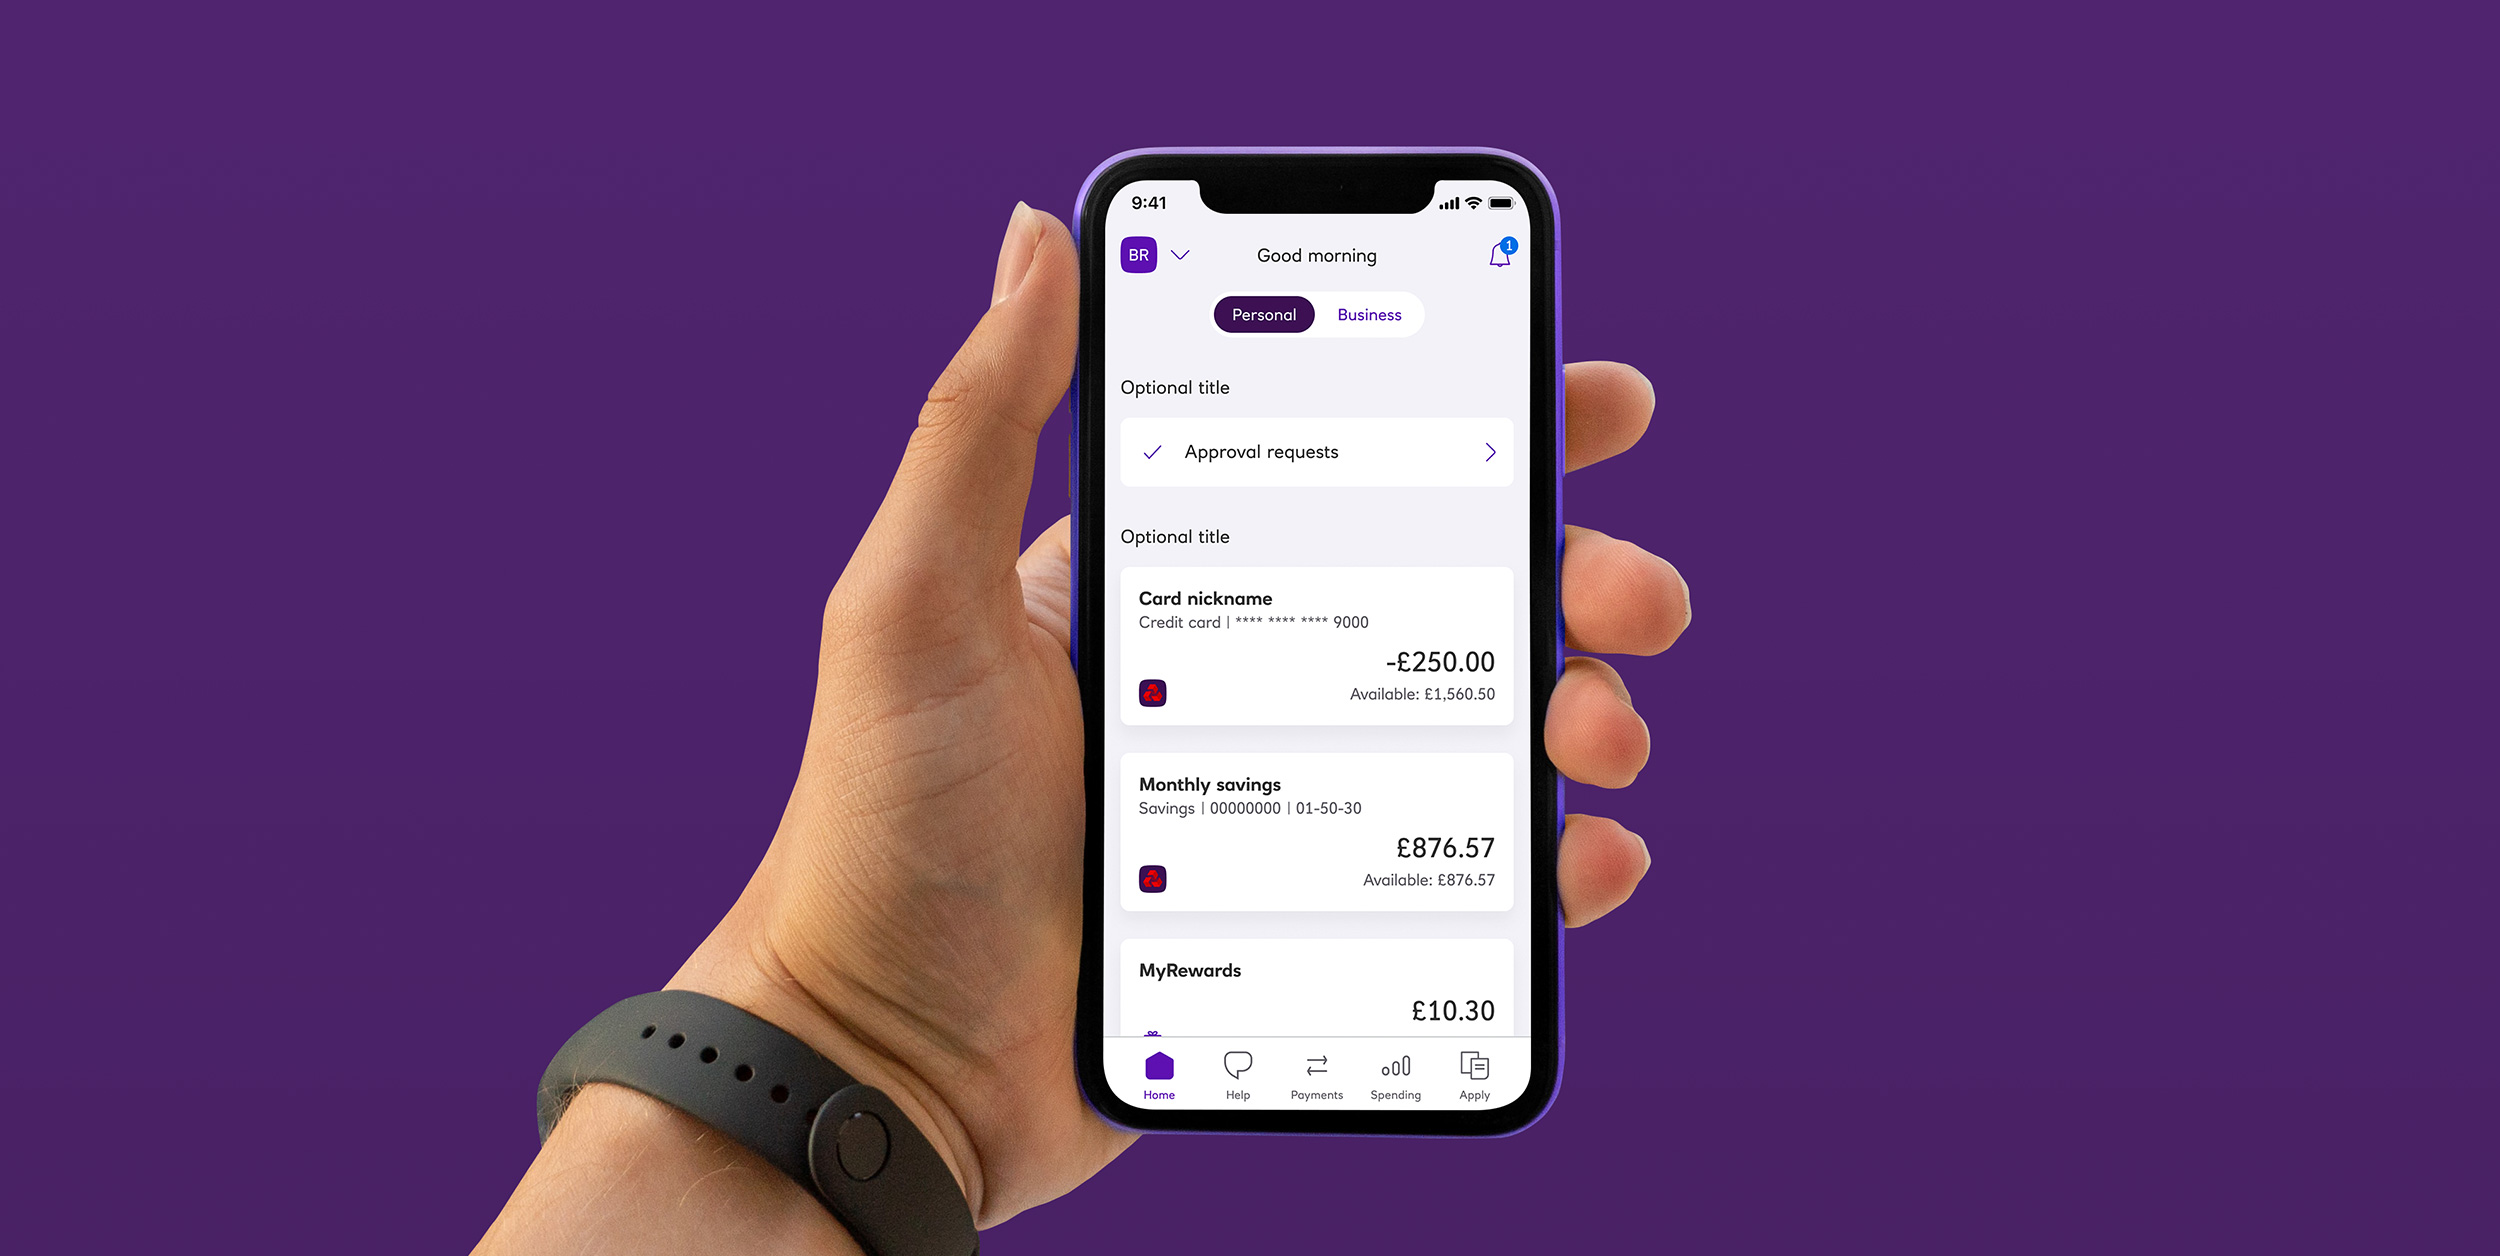 9:41
BR
Good morning
1
Personal
Business
Optional title
Approval requests
Optional title
Card nickname
Credit card | **** **** **** 9000
-£250.00
Available: £1,560.50
Monthly savings
Savings | 00000000 | 01-50-30
£876.57
Available: £876.57
MyRewards
£10.30
Home
Help
Payments
Spending
Apply